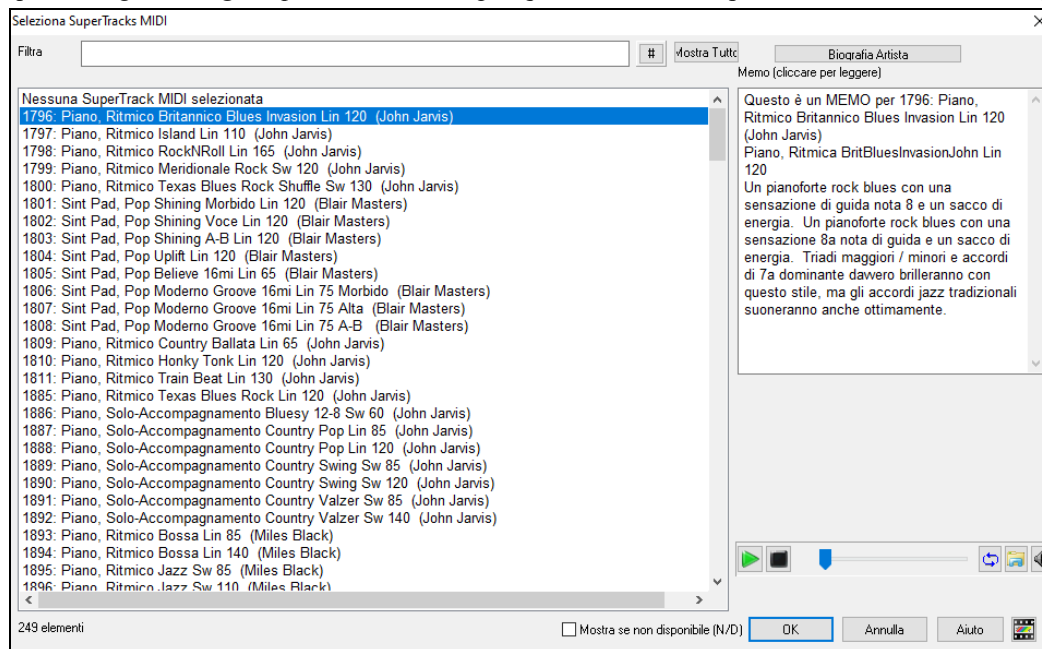 Seleziona SuperTracks MIDI
Filtra
#
Mostra Tutto
Biografia Artista
Memo (cliccare per leggere)
Nessuna SuperTrack MIDI selezionata
1796: Piano, Ritmico Britannico Blues Invasion Lin 120 (John Jarvis)
1797: Piano, Ritmico Island Lin 110 (John Jarvis)
1798: Piano, Ritmico RockNRoll Lin 165 (John Jarvis)
1799: Piano, Ritmico Meridionale Rock Sw 120 (John Jarvis)
1800: Piano, Ritmico Texas Blues Rock Shuffle Sw 130 (John Jarvis)
1801: Sint Pad, Pop Shining Morbido Lin 120 (Blair Masters)
1802: Sint Pad, Pop Shining Voce Lin 120 (Blair Masters)
1803: Sint Pad, Pop Shining A-B Lin 120 (Blair Masters)
1804: Sint Pad, Pop Uplift Lin 120 (Blair Masters)
1805: Sint Pad, Pop Believe 16mi Lin 65 (Blair Masters)
1806: Sint Pad, Pop Moderno Groove 16mi Lin 75 Morbido (Blair Masters)
1807: Sint Pad, Pop Moderno Groove 16mi Lin 75 Alta (Blair Masters)
1808: Sint Pad, Pop Moderno Groove 16mi Lin 75 A-B (Blair Masters)
1809: Piano, Ritmico Country Ballata Lin 65 (John Jarvis)
1810: Piano, Ritmico Honky Tonk Lin 120 (John Jarvis)
1811: Piano, Ritmico Train Beat Lin 130 (John Jarvis)
1885: Piano, Ritmico Texas Blues Rock Lin 120 (John Jarvis)
1886: Piano, Solo-Accompagnamento Bluesy 12-8 Sw 60 (John Jarvis)
1887: Piano, Solo-Accompagnamento Country Pop Lin 85 (John Jarvis)
1888: Piano, Solo-Accompagnamento Country Pop Lin 120 (John Jarvis)
1889: Piano, Solo-Accompagnamento Country Swing Sw 85 (John Jarvis)
1890: Piano, Solo-Accompagnamento Country Swing Sw 120 (John Jarvis)
1891: Piano, Solo-Accompagnamento Country Valzer Sw 85 (John Jarvis)
1892: Piano, Solo-Accompagnamento Country Valzer Sw 140 (John Jarvis)
1893: Piano, Ritmico Bossa Lin 85 (Miles Black)
1894: Piano, Ritmico Bossa Lin 140 (Miles Black)
1895: Piano, Ritmico Jazz Sw 85 (Miles Black)
1896: Piano, Ritmico Jazz Sw 110 (Miles Black)
Questo è un MEMO per 1796: Piano,
Ritmico Britannico Blues Invasion Lin 120
(John Jarvis)
Piano, Ritmica BritBluesInvasionJohn Lin
120
Un pianoforte rock blues con una
sensazione di guida nota 8 e un sacco di
energia. Un pianoforte rock blues con una
sensazione 8a nota di guida e un sacco di
energia. Triadi maggiori / minori e accordi
di 7a dominante davvero brilleranno con
questo stile, ma gli accordi jazz tradizionali
suoneranno anche ottimamente.
249 elementi
Mostra se non disponibile (N/D)
OK
Annulla
Aiuto